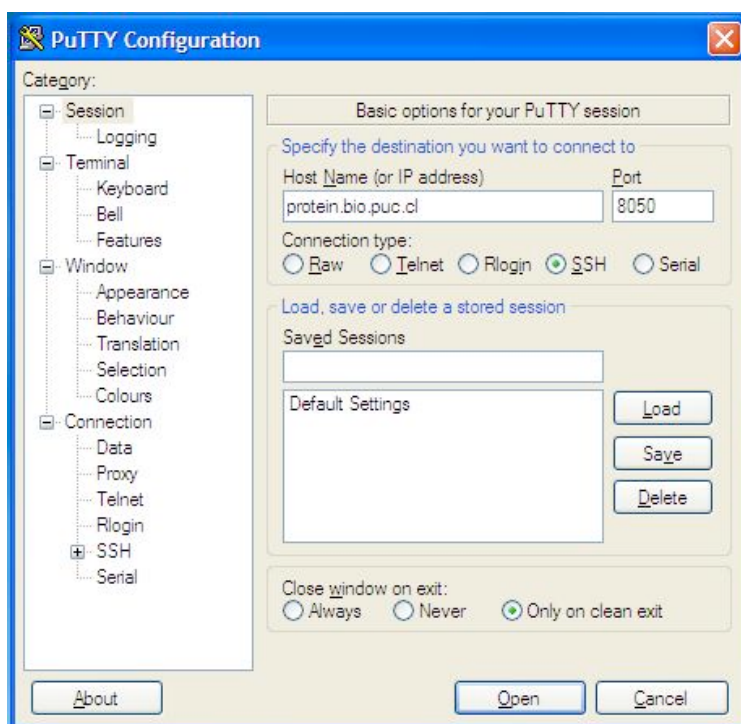 PuTTY Configuration
Category:
Session
Logging
Terminal
Keyboard
Bell
Features
Window
Appearance
Behaviour
Translation
Selection
Colours
Connection
Data
Proxy
Telnet
Rlogin
SSH
Serial
Basic options for your PuTTY session
Specify the destination you want to connect to
Host Name (or IP address) Port
protein.bio.puc.cl 8050
Connection type:
Raw Telnet Rlogin SSH Serial
Load, save or delete a stored session
Saved Sessions
Default Settings
Load
Save
Delete
Close window on exit:
Always Never Only on clean exit
About Open Cancel